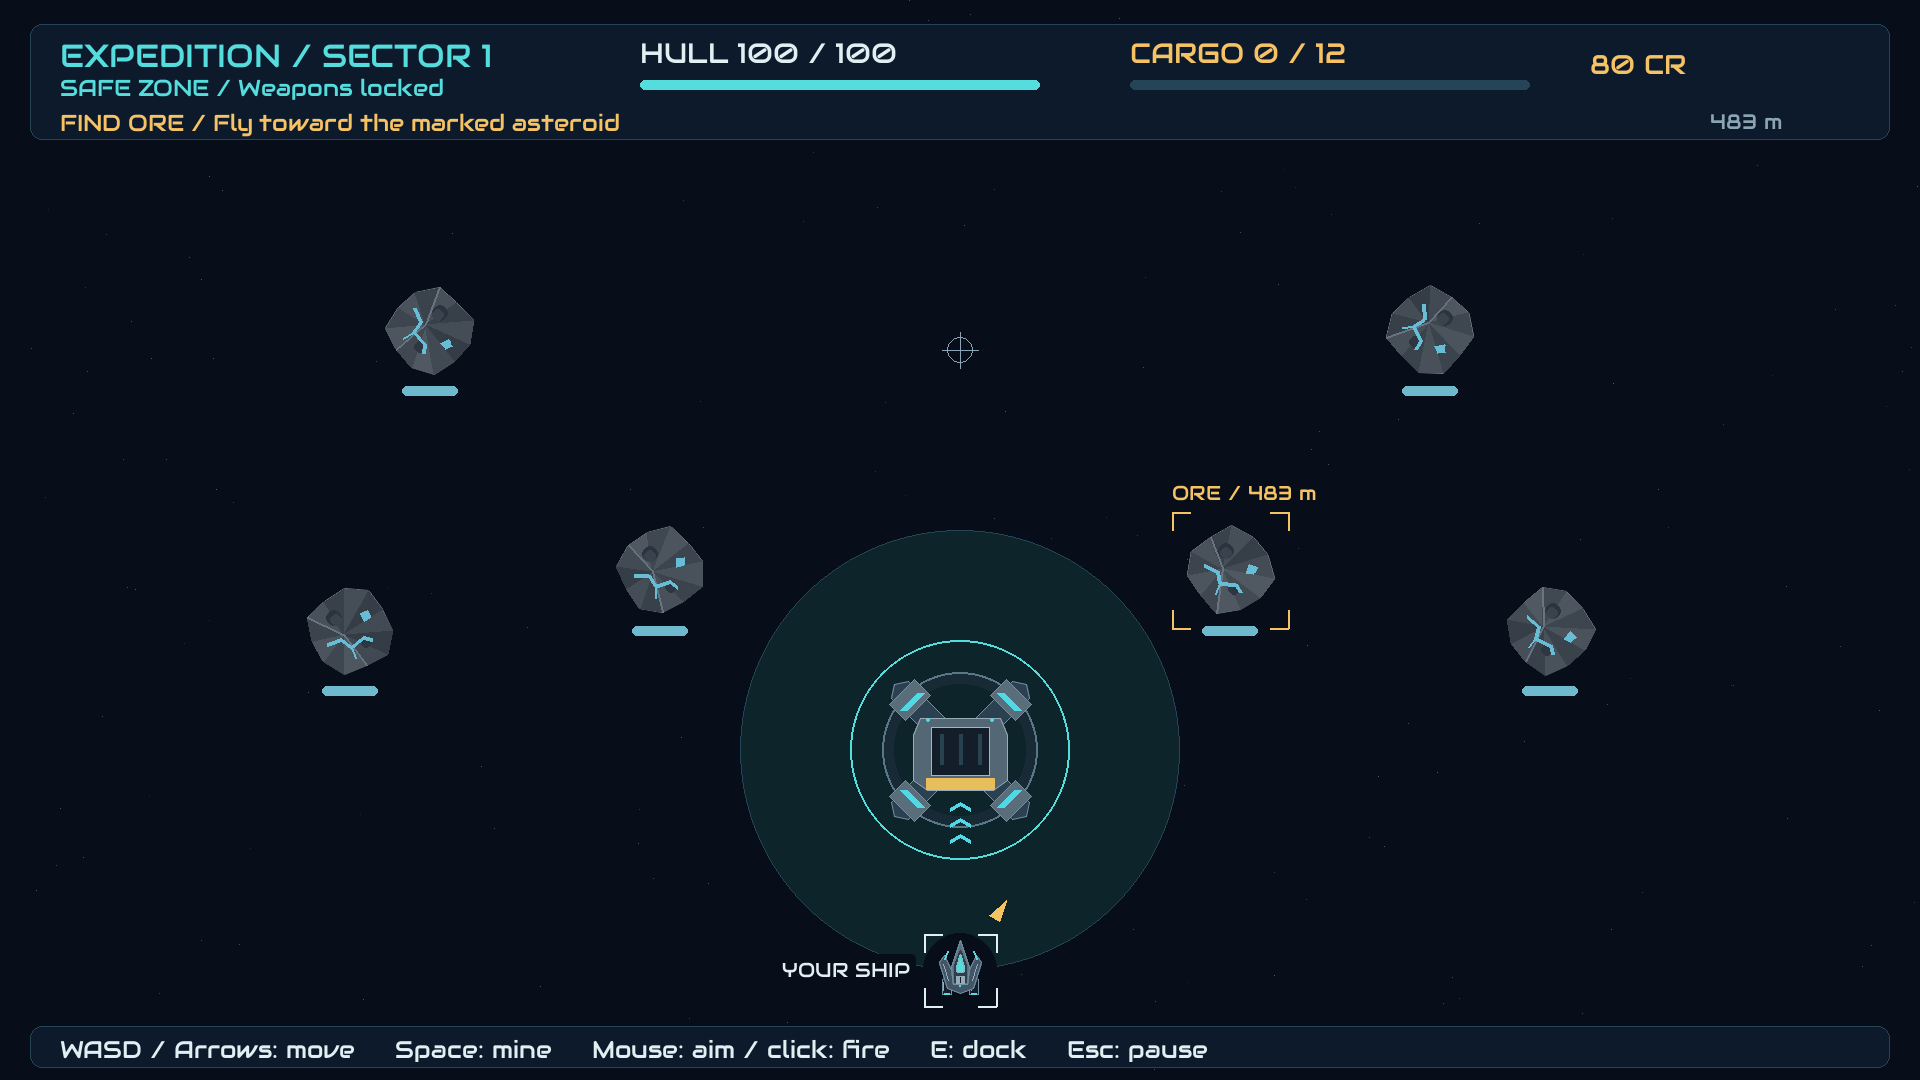 EXPEDITION / SECTOR 1
SAFE ZONE / Weapons locked
FIND ORE / Fly toward the marked asteroid
HULL 100 / 100
CARGO 0 / 12
80 CR
483 m
ORE / 483 m
YOUR SHIP
WASD / Arrows: move Space: mine Mouse: aim / click: fire E: dock Esc: pause